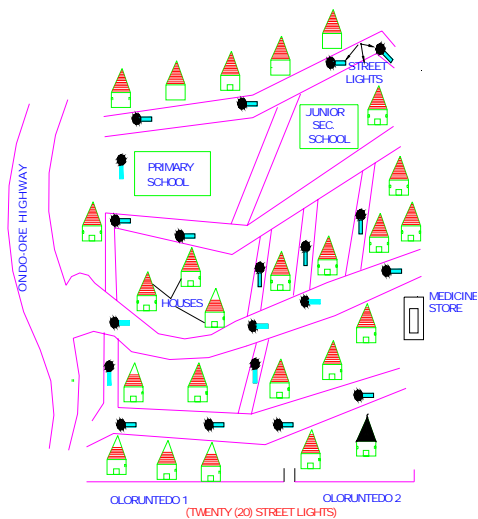 STREET
LIGHTS
JUNIOR
SEC.
SCHOOL
PRIMARY
SCHOOL
ONDO-ORE HIGHWAY
HOUSES
MEDICINE
STORE
OLORUNTEDO 1
OLORUNTEDO 2
(TWENTY (20) STREET LIGHTS)